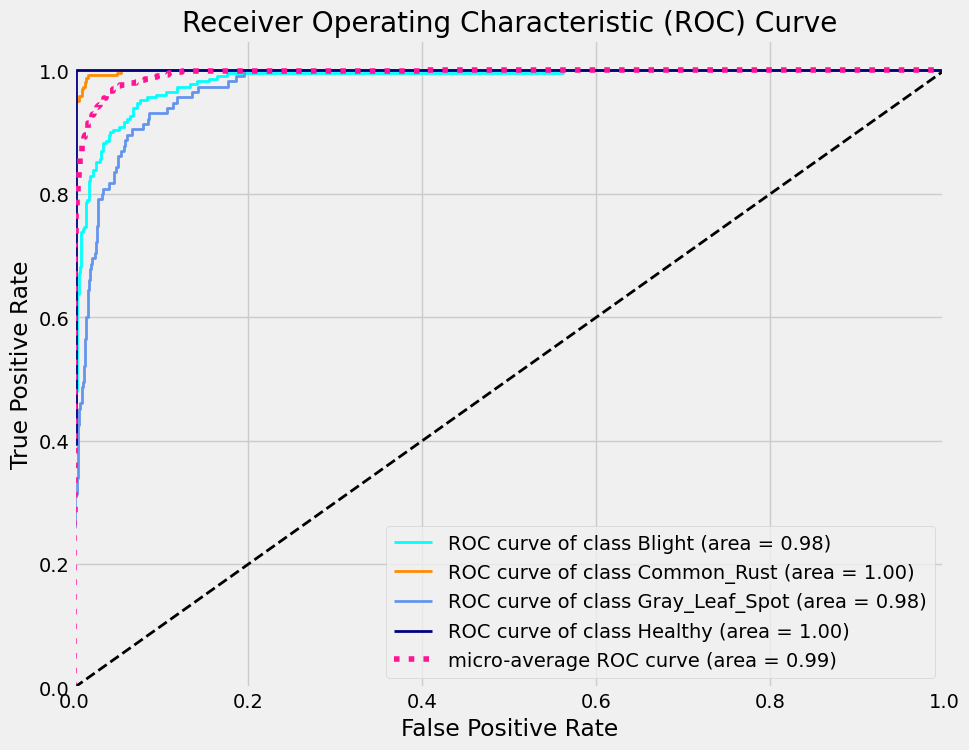 Receiver Operating Characteristic (ROC) Curve
1.0
0.8
0.6
0.4
0.2
0.0
True Positive Rate
ROC curve of class Blight (area = 0.98)
ROC curve of class Common_Rust (area = 1.00)
ROC curve of class Gray_Leaf_Spot (area = 0.98)
ROC curve of class Healthy (area = 1.00)
micro-average ROC curve (area = 0.99)
0.0 0.2 0.4 0.6 0.8 1.0
False Positive Rate